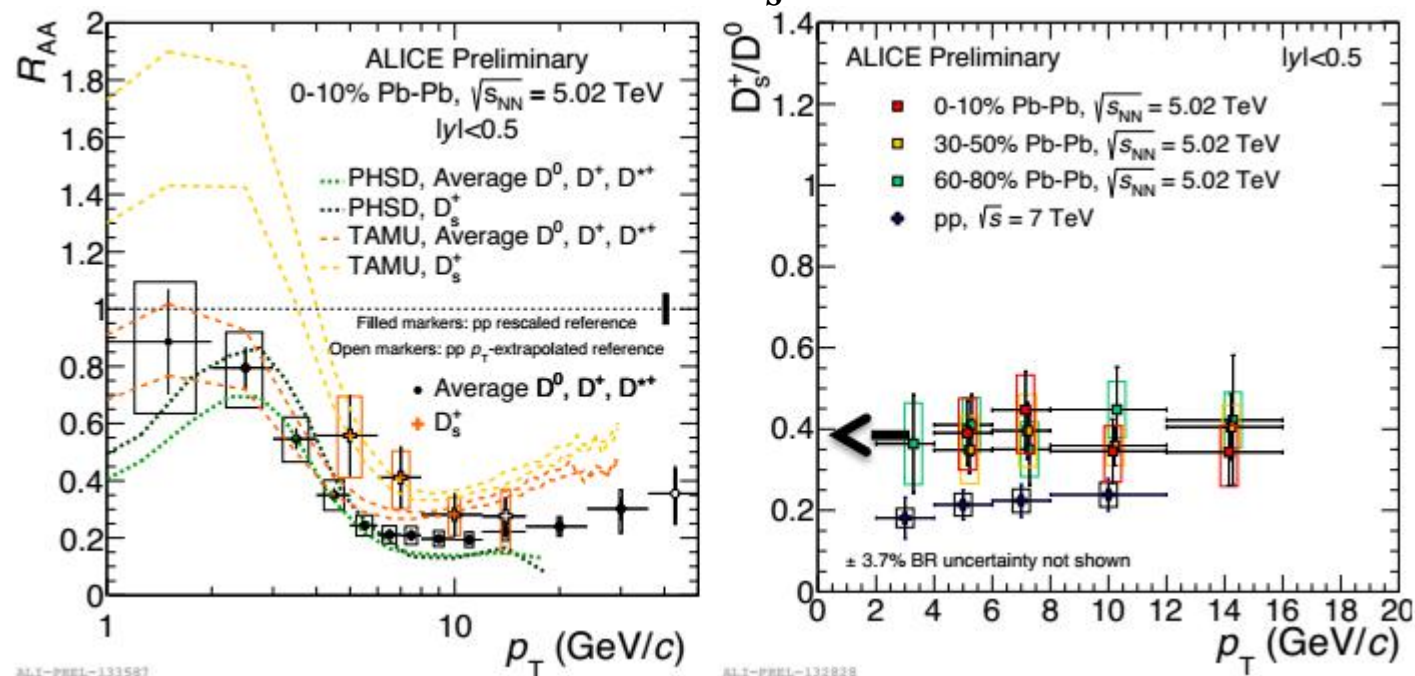 s
R_AA
2
1.8
1.6
1.4
1.2
1
0.8
0.6
0.4
0.2
0
ALICE Preliminary
0-10% Pb-Pb, √s_NN = 5.02 TeV
|y|<0.5
PHSD, Average D⁰, D⁺, D*⁺
PHSD, D_s⁺
TAMU, Average D⁰, D⁺, D*⁺
TAMU, D_s⁺
Filled markers: pp rescaled reference
Open markers: pp p_T-extrapolated reference
Average D⁰, D⁺, D*⁺
D_s⁺
1 10
p_T (GeV/c)
ALI-PREL-133587
D_s⁺/D⁰
1.4
1.2
1
0.8
0.6
0.4
0.2
0
ALICE Preliminary |y|<0.5
0-10% Pb-Pb, √s_NN = 5.02 TeV
30-50% Pb-Pb, √s_NN = 5.02 TeV
60-80% Pb-Pb, √s_NN = 5.02 TeV
pp, √s = 7 TeV
± 3.7% BR uncertainty not shown
0 2 4 6 8 10 12 14 16 18 20
p_T (GeV/c)
ALI-PREL-132828